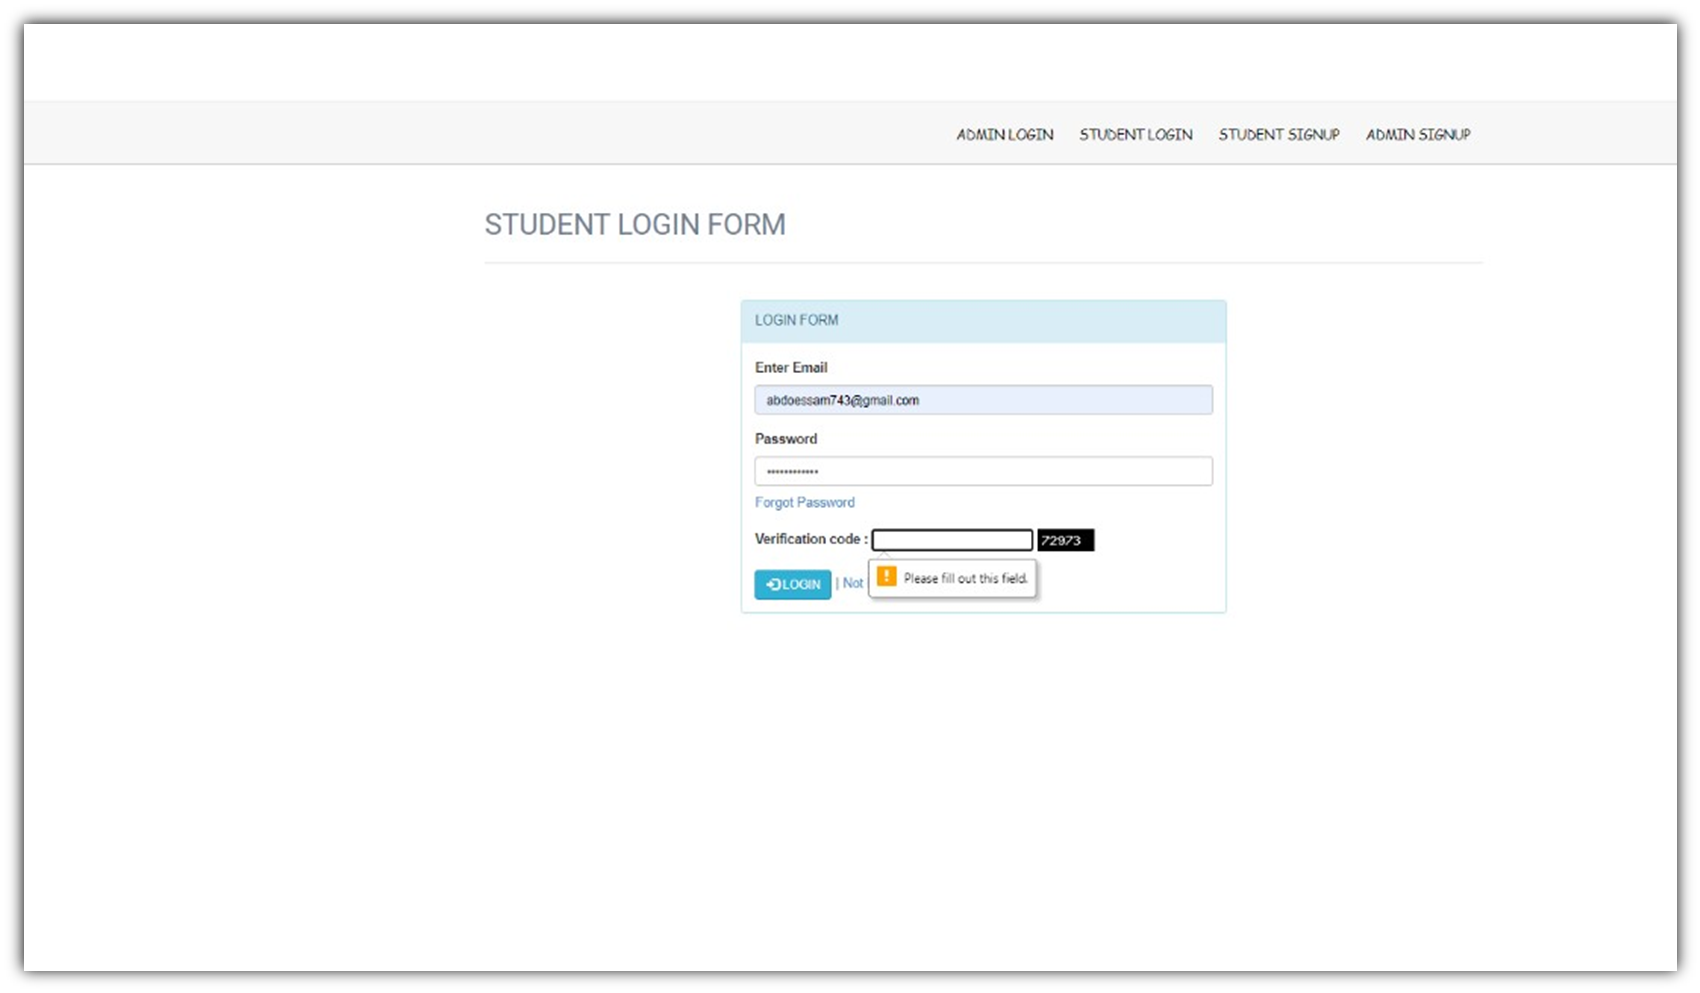 ADMIN LOGIN STUDENT LOGIN STUDENT SIGNUP ADMIN SIGNUP
STUDENT LOGIN FORM
LOGIN FORM
Enter Email
abdoessam743@gmail.com
Password
••••••••••••
Forgot Password
Verification code : 72973
LOGIN | Not
Please fill out this field.